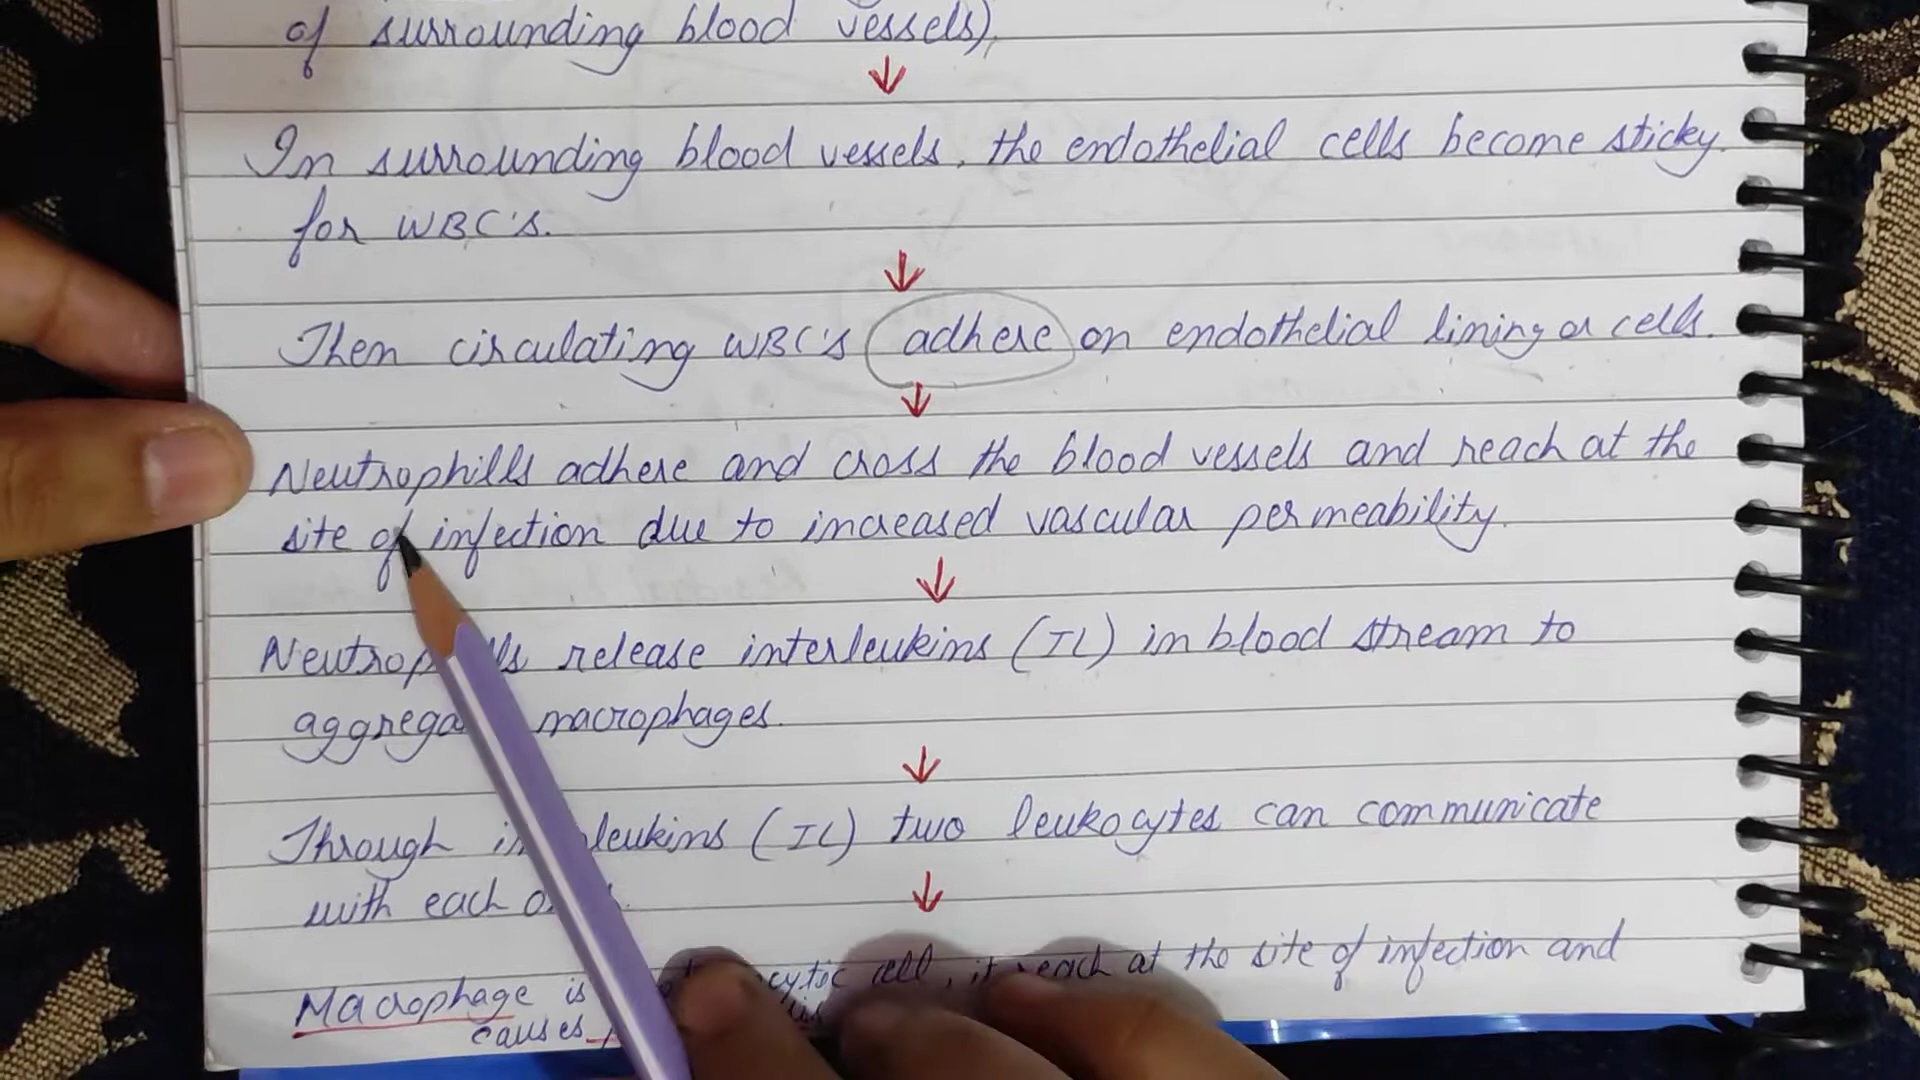 of surrounding blood vessels),
In surrounding blood vessels, the endothelial cells become sticky.
for WBC's.
Then circulating WBC's adhere on endothelial lining or cells.
Neutrophills adhere and cross the blood vessels and reach at the
site of infection due to increased vascular permeability.
release interleukins (IL) in blood stream to
macrophages.
Through (IL) two leukocytes can communicate
with each
Macrophage is cell, it reach at the site of infection and
causes